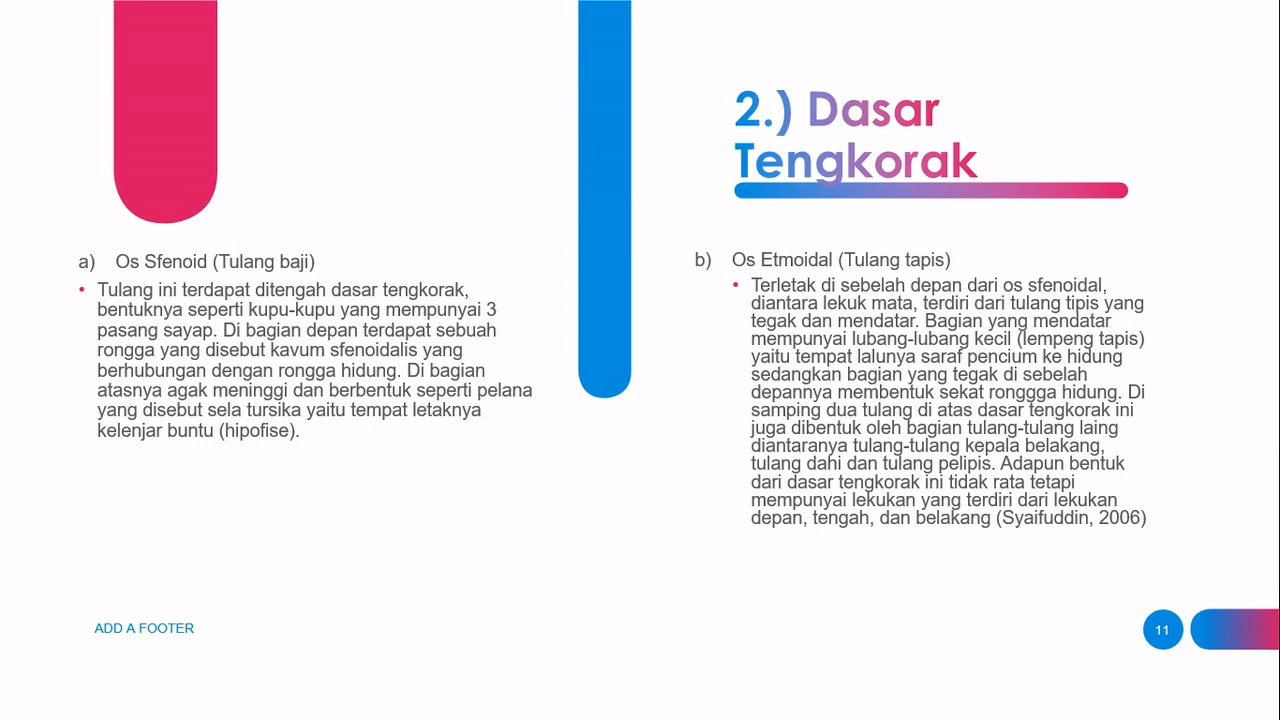 2.) Dasar
Tengkorak
a) Os Sfenoid (Tulang baji)
• Tulang ini terdapat ditengah dasar tengkorak,
bentuknya seperti kupu-kupu yang mempunyai 3
pasang sayap. Di bagian depan terdapat sebuah
rongga yang disebut kavum sfenoidalis yang
berhubungan dengan rongga hidung. Di bagian
atasnya agak meninggi dan berbentuk seperti pelana
yang disebut sela tursika yaitu tempat letaknya
kelenjar buntu (hipofise).
b) Os Etmoidal (Tulang tapis)
• Terletak di sebelah depan dari os sfenoidal,
diantara lekuk mata, terdiri dari tulang tipis yang
tegak dan mendatar. Bagian yang mendatar
mempunyai lubang-lubang kecil (lempeng tapis)
yaitu tempat lalunya saraf pencium ke hidung
sedangkan bagian yang tegak di sebelah
depannya membentuk sekat ronggga hidung. Di
samping dua tulang di atas dasar tengkorak ini
juga dibentuk oleh bagian tulang-tulang laing
diantaranya tulang-tulang kepala belakang,
tulang dahi dan tulang pelipis. Adapun bentuk
dari dasar tengkorak ini tidak rata tetapi
mempunyai lekukan yang terdiri dari lekukan
depan, tengah, dan belakang (Syaifuddin, 2006)
ADD A FOOTER
11